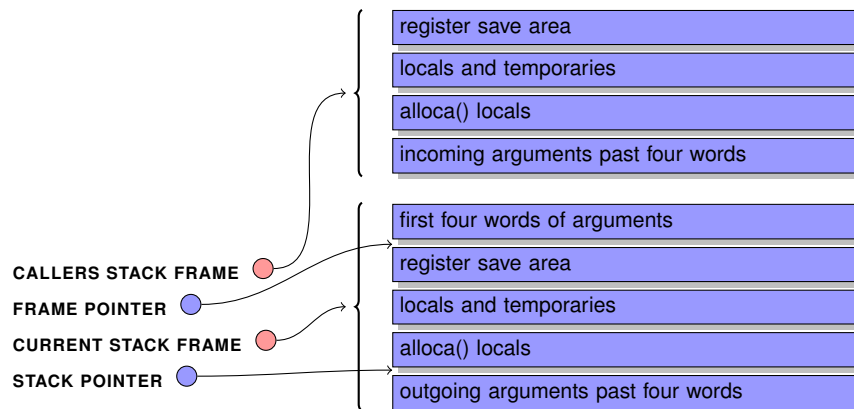 register save area
locals and temporaries
alloca() locals
incoming arguments past four words
first four words of arguments
register save area
locals and temporaries
alloca() locals
outgoing arguments past four words
CALLERS STACK FRAME
FRAME POINTER
CURRENT STACK FRAME
STACK POINTER